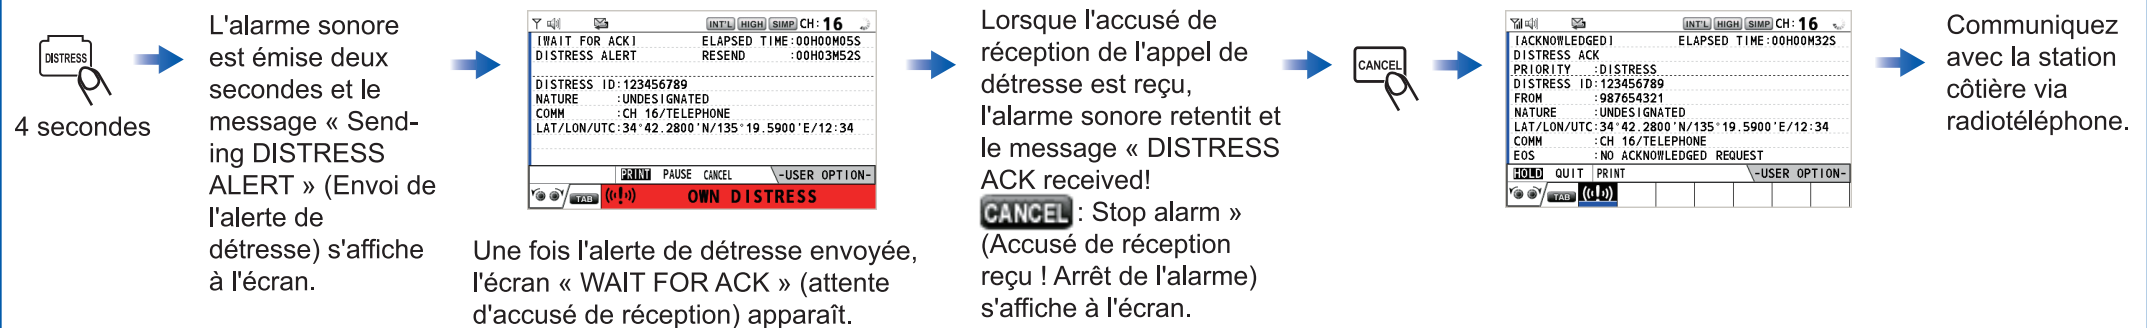 DISTRESS
4 secondes
L'alarme sonore
est émise deux
secondes et le
message « Send-
ing DISTRESS
ALERT » (Envoi de
l'alerte de
détresse) s'affiche
à l'écran.
INT'L HIGH SIMP CH: 16
[WAIT FOR ACK] ELAPSED TIME:00H00M05S
DISTRESS ALERT RESEND :00H03M52S
DISTRESS ID:123456789
NATURE :UNDESIGNATED
COMM :CH 16/TELEPHONE
LAT/LON/UTC:34°42.2800'N/135°19.5900'E/12:34
PRINT PAUSE CANCEL -USER OPTION-
TAB OWN DISTRESS
Une fois l'alerte de détresse envoyée,
l'écran « WAIT FOR ACK » (attente
d'accusé de réception) apparaît.
Lorsque l'accusé de
réception de l'appel de
détresse est reçu,
l'alarme sonore retentit et
le message « DISTRESS
ACK received!
CANCEL : Stop alarm »
(Accusé de réception
reçu ! Arrêt de l'alarme)
s'affiche à l'écran.
CANCEL
INT'L HIGH SIMP CH: 16
[ACKNOWLEDGED] ELAPSED TIME:00H00M32S
DISTRESS ACK
PRIORITY :DISTRESS
DISTRESS ID:123456789
FROM :987654321
NATURE :UNDESIGNATED
LAT/LON/UTC:34°42.2800'N/135°19.5900'E/12:34
COMM :CH 16/TELEPHONE
EOS :NO ACKNOWLEDGED REQUEST
HOLD QUIT PRINT -USER OPTION-
TAB
Communiquez
avec la station
côtière via
radiotéléphone.